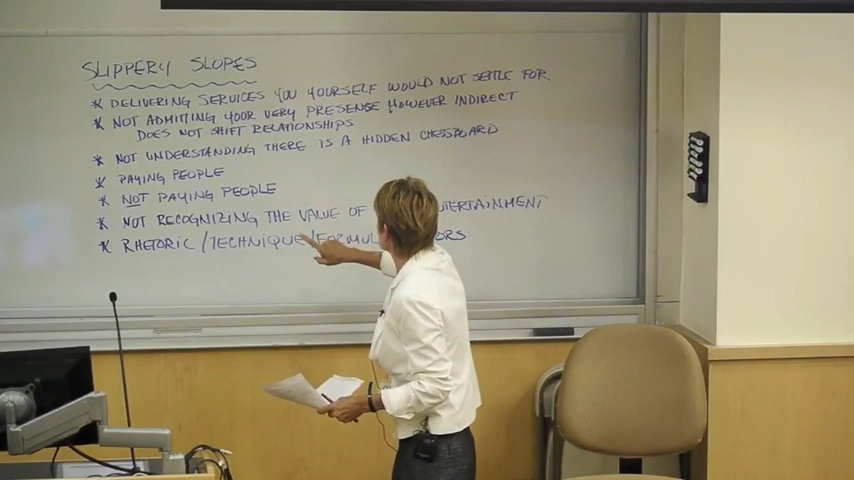 SLIPPERY SLOPES
* DELIVERING SERVICES YOU YOURSELF WOULD NOT SETTLE FOR
* NOT ADMITING YOUR VERY PRESENSE HOWEVER INDIRECT
DOES NOT SHIFT RELATIONSHIPS
* NOT UNDERSTANDING THERE IS A HIDDEN CHESSBOARD
* PAYING PEOPLE
* NOT PAYING PEOPLE
* NOT RECOGNIZING THE VALUE OF
* RHETORIC / TECHNIQUE /